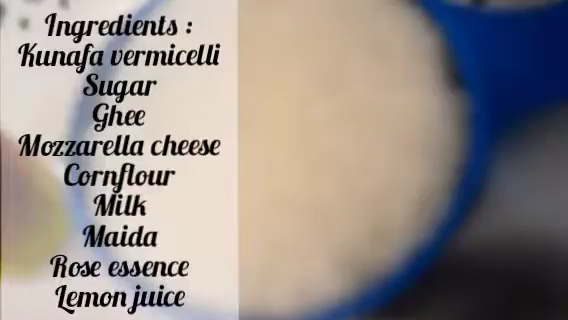 Ingredients :
Kunafa vermicelli
Sugar
Ghee
Mozzarella cheese
Cornflour
Milk
Maida
Rose essence
Lemon juice